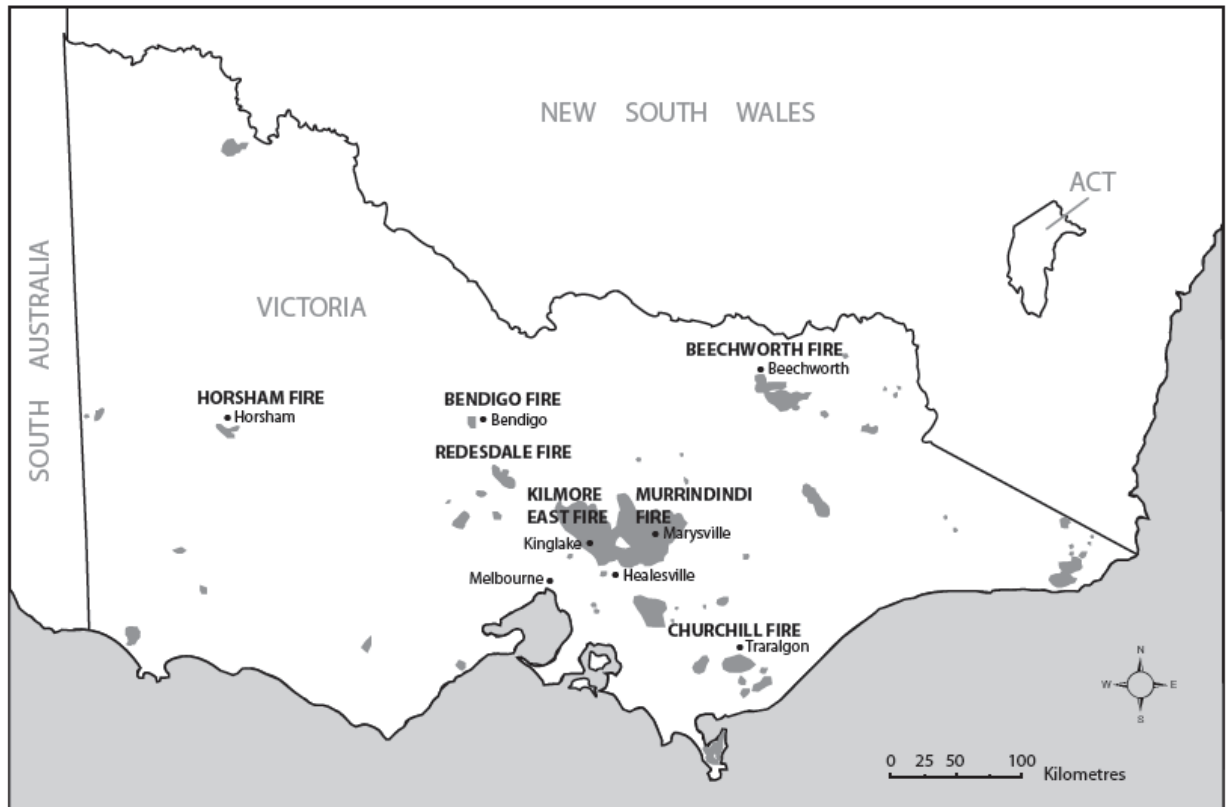 NEW SOUTH WALES
ACT
SOUTH AUSTRALIA
VICTORIA
BEECHWORTH FIRE
Beechworth
HORSHAM FIRE
Horsham
BENDIGO FIRE
Bendigo
REDESDALE FIRE
KILMORE
EAST FIRE
MURRINDINDI
FIRE
Marysville
Kinglake
Melbourne
Healesville
CHURCHILL FIRE
Traralgon
N
W
E
S
0 25 50 100
Kilometres